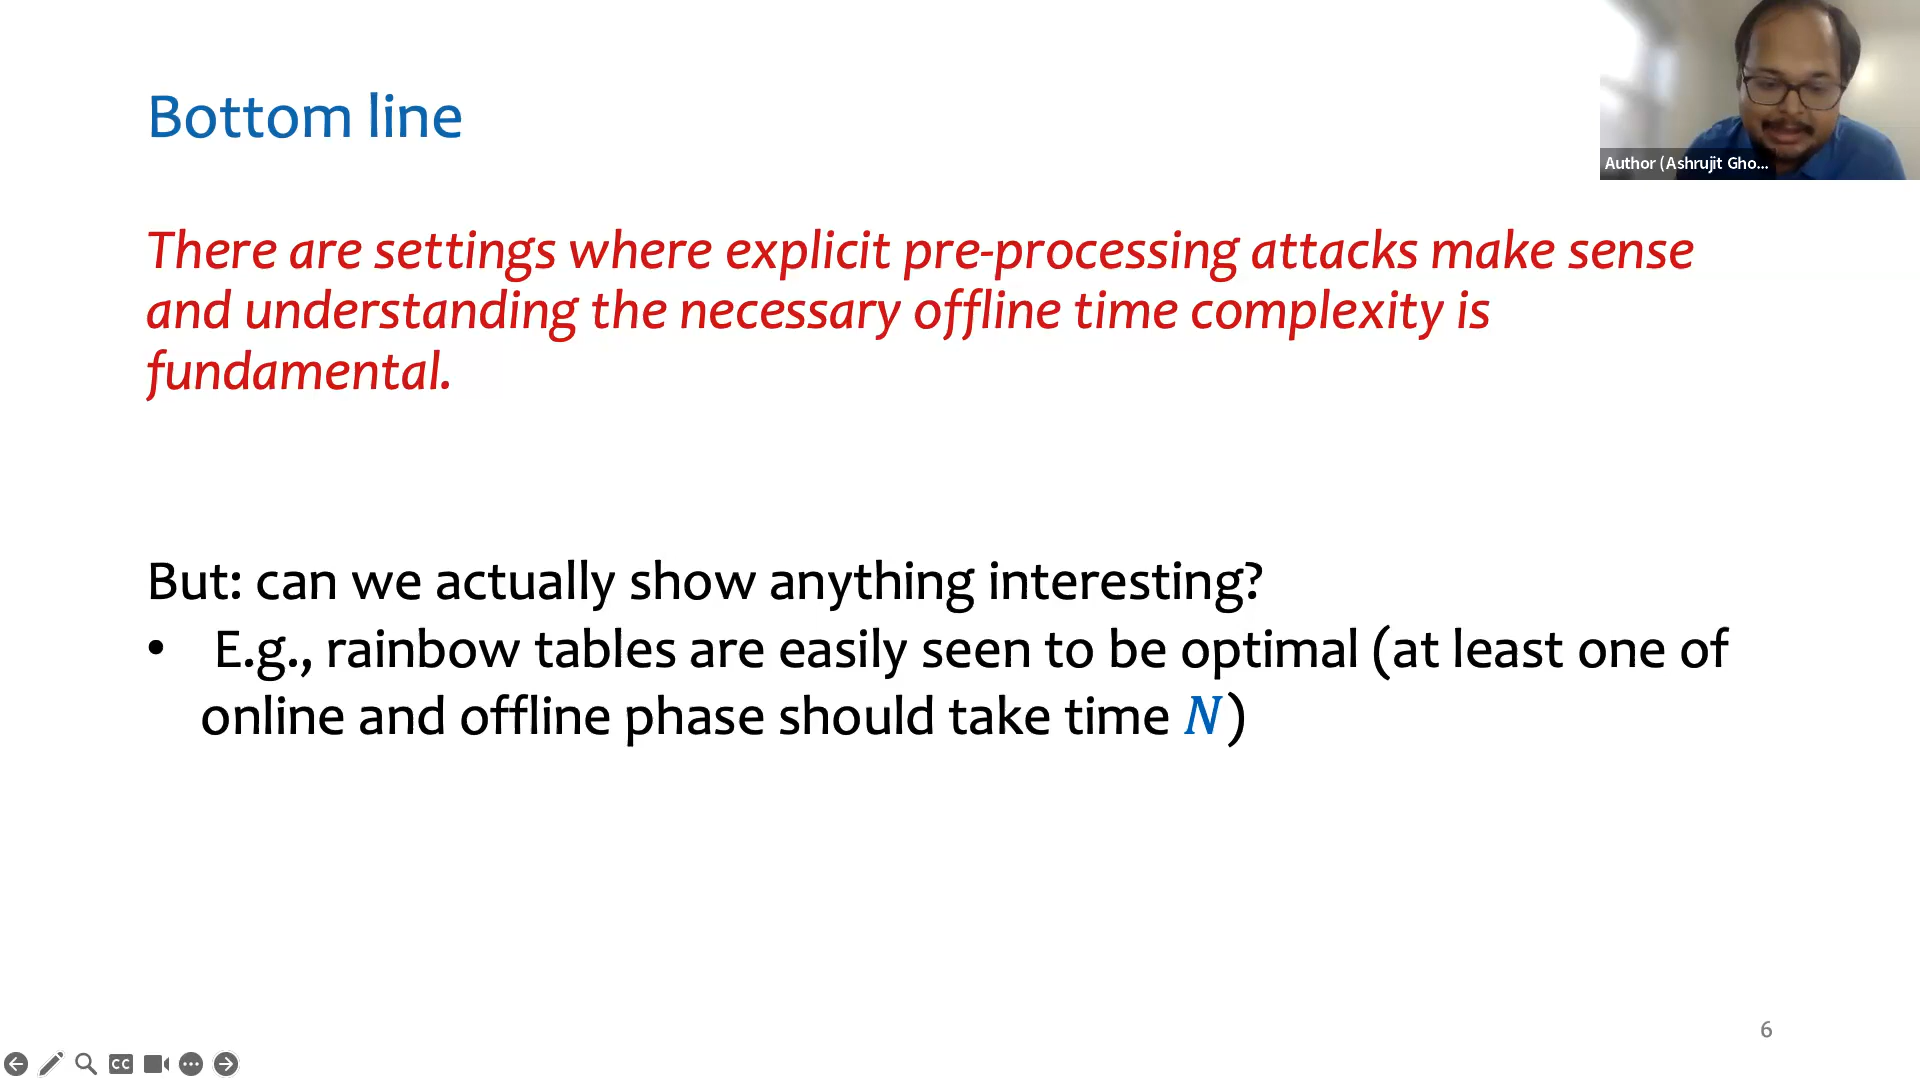 Bottom line
Author (Ashrujit Gho...
There are settings where explicit pre-processing attacks make sense
and understanding the necessary offline time complexity is
fundamental.
But: can we actually show anything interesting?
• E.g., rainbow tables are easily seen to be optimal (at least one of
online and offline phase should take time N)
6
CC